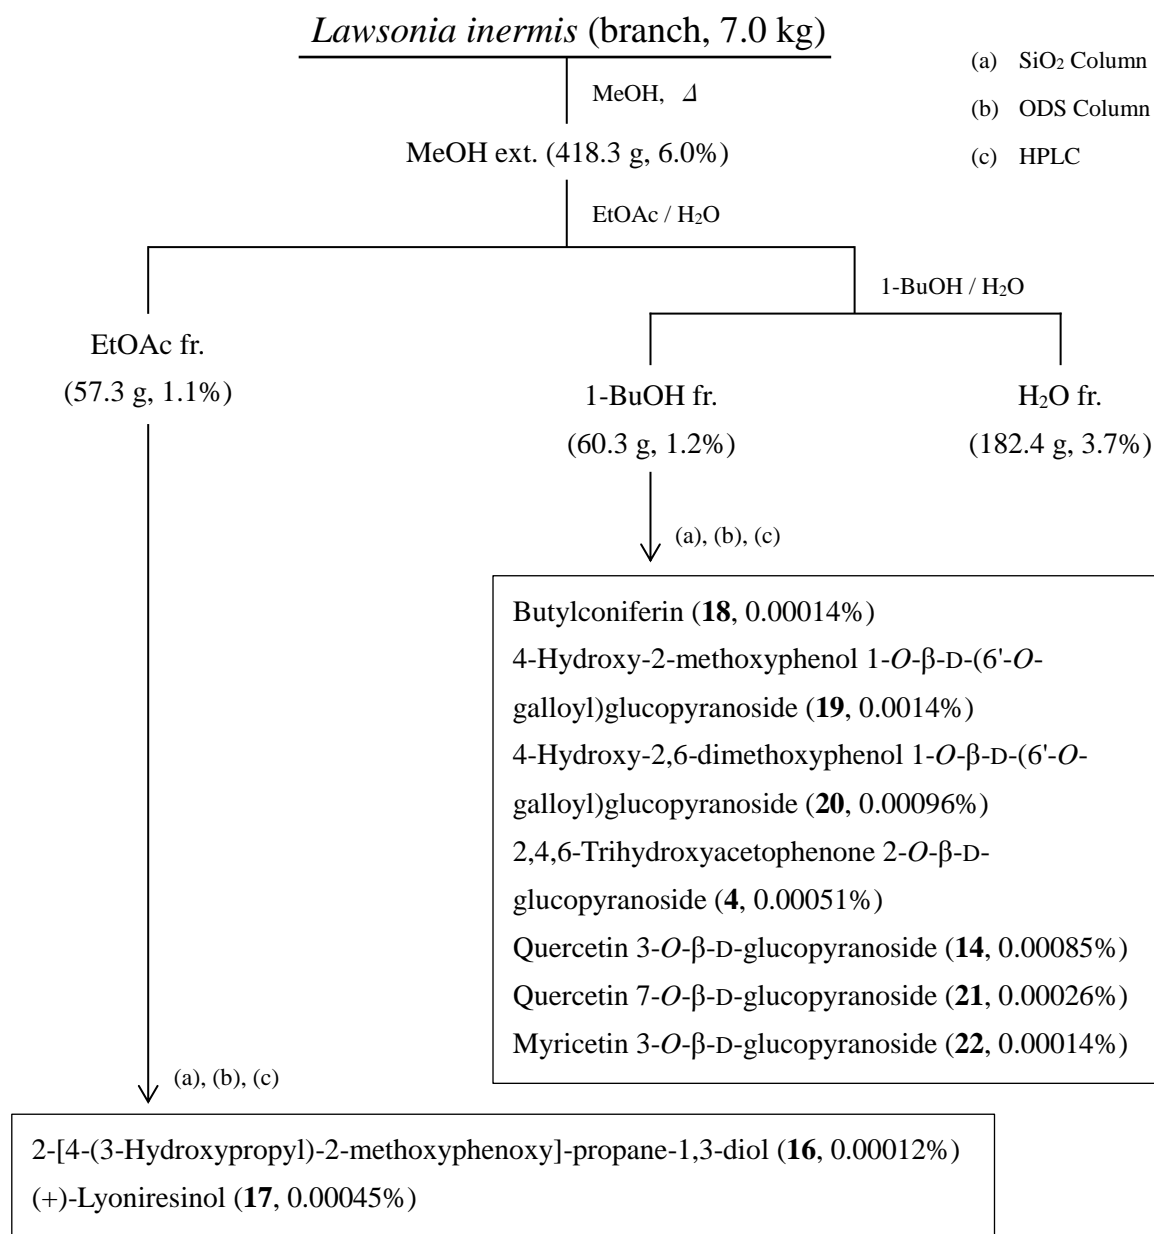 Lawsonia inermis (branch, 7.0 kg)
(a) SiO₂ Column
(b) ODS Column
(c) HPLC
MeOH, Δ
MeOH ext. (418.3 g, 6.0%)
EtOAc / H₂O
1-BuOH / H₂O
EtOAc fr.
(57.3 g, 1.1%)
1-BuOH fr.
(60.3 g, 1.2%)
H₂O fr.
(182.4 g, 3.7%)
(a), (b), (c)
Butylconiferin (18, 0.00014%)
4-Hydroxy-2-methoxyphenol 1-O-β-D-(6'-O-
galloyl)glucopyranoside (19, 0.0014%)
4-Hydroxy-2,6-dimethoxyphenol 1-O-β-D-(6'-O-
galloyl)glucopyranoside (20, 0.00096%)
2,4,6-Trihydroxyacetophenone 2-O-β-D-
glucopyranoside (4, 0.00051%)
Quercetin 3-O-β-D-glucopyranoside (14, 0.00085%)
Quercetin 7-O-β-D-glucopyranoside (21, 0.00026%)
Myricetin 3-O-β-D-glucopyranoside (22, 0.00014%)
(a), (b), (c)
2-[4-(3-Hydroxypropyl)-2-methoxyphenoxy]-propane-1,3-diol (16, 0.00012%)
(+)-Lyoniresinol (17, 0.00045%)